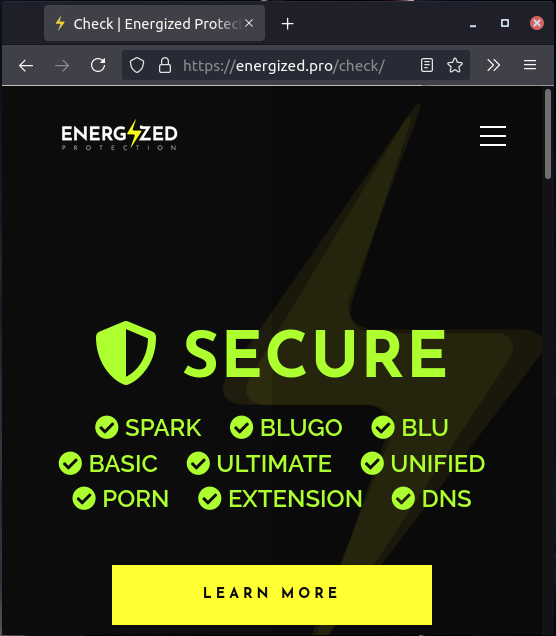 Check | Energized Protect
https://energized.pro/check/
ENERGIZED
PROTECTION
SECURE
SPARK BLUGO BLU
BASIC ULTIMATE UNIFIED
PORN EXTENSION DNS
LEARN MORE